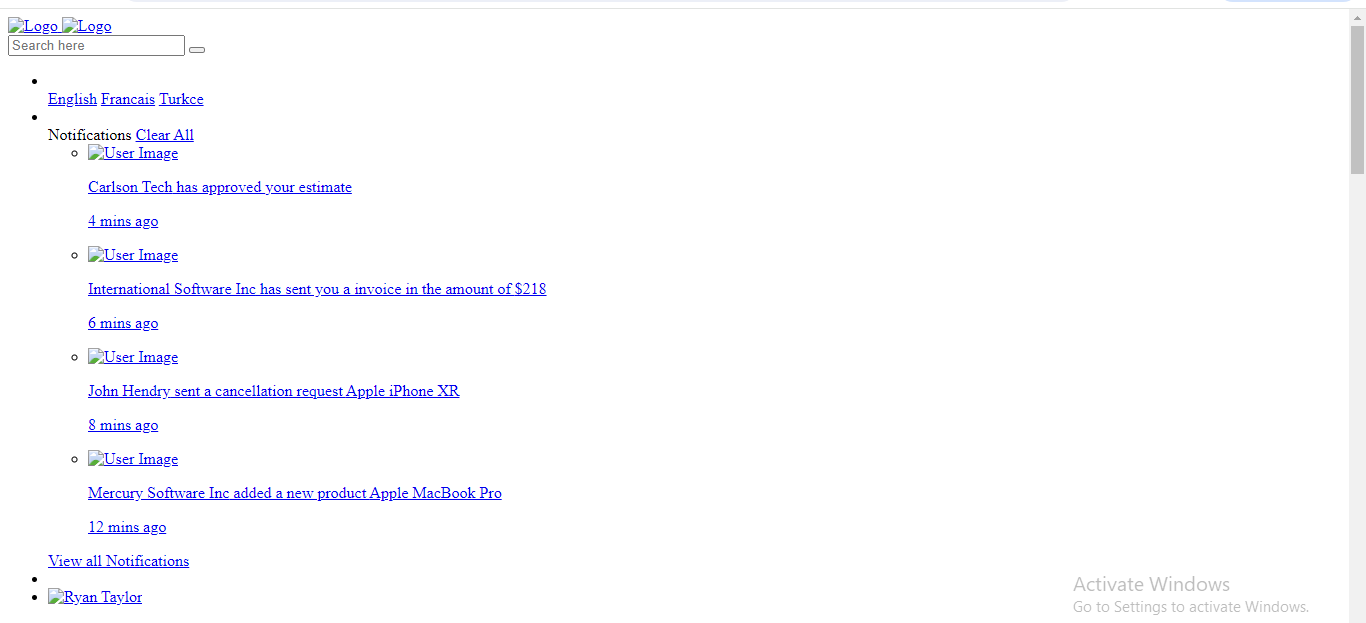 Logo Logo
Search here
English Francais Turkce
Notifications Clear All
User Image
Carlson Tech has approved your estimate
4 mins ago
User Image
International Software Inc has sent you a invoice in the amount of $218
6 mins ago
User Image
John Hendry sent a cancellation request Apple iPhone XR
8 mins ago
User Image
Mercury Software Inc added a new product Apple MacBook Pro
12 mins ago
View all Notifications
Ryan Taylor
Activate Windows
Go to Settings to activate Windows.